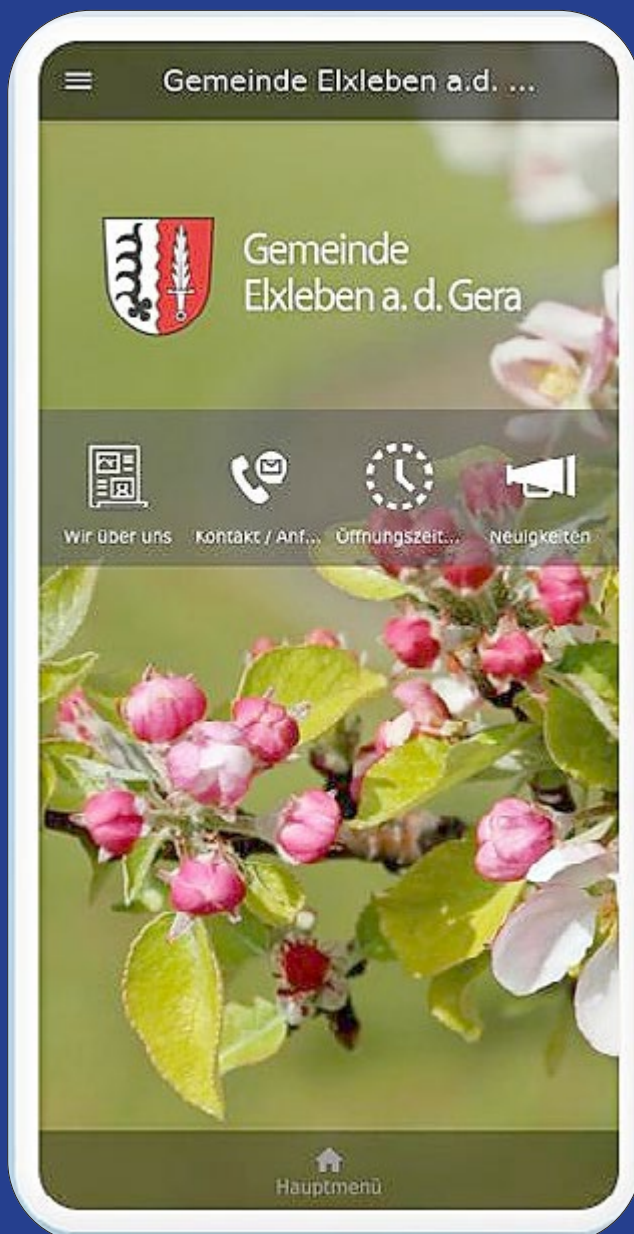 Gemeinde Elxleben a.d. ...
Gemeinde
Elxleben a. d. Gera
Wir über uns
Kontakt / Anf...
Öffnungszeit...
Neuigkeiten
Hauptmenü